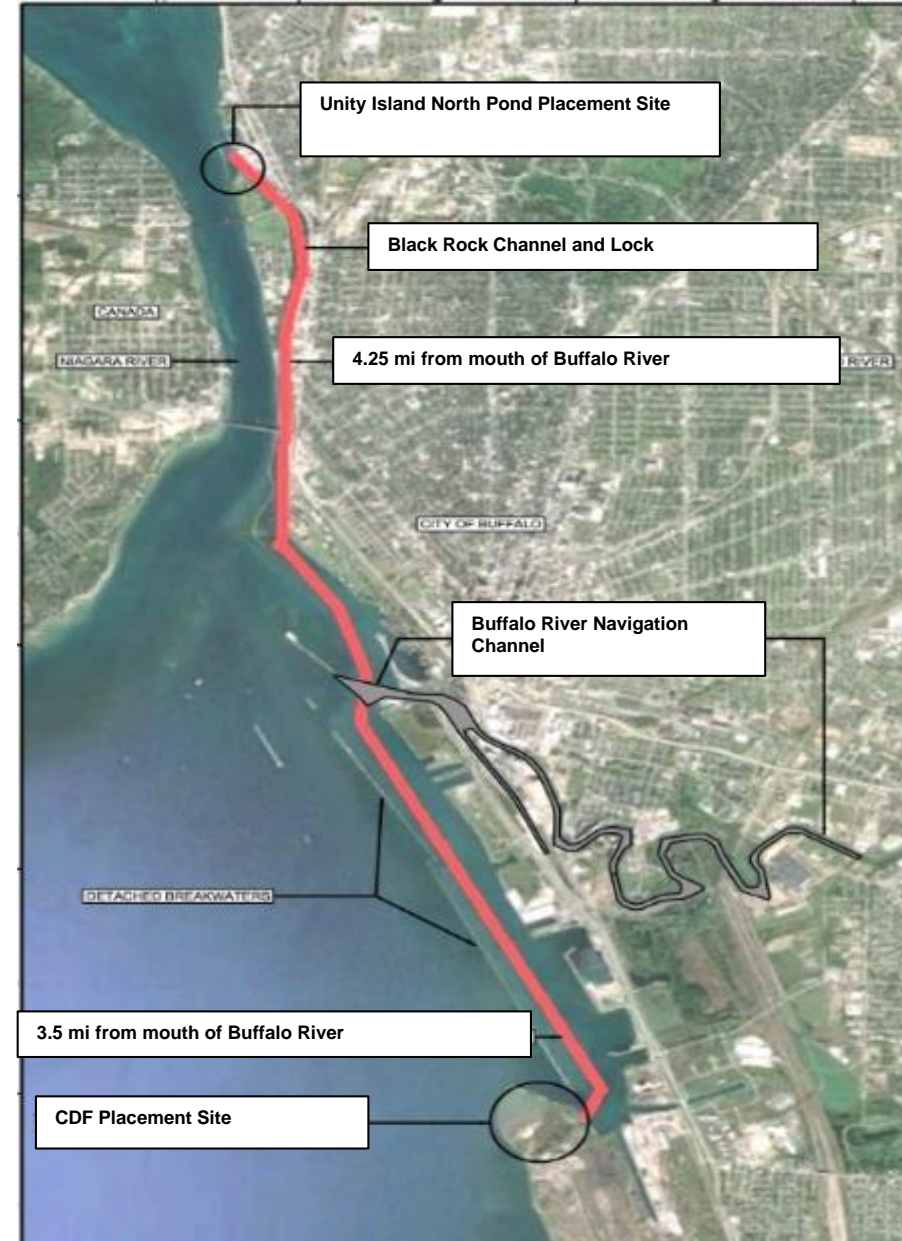 Unity Island North Pond Placement Site
Black Rock Channel and Lock
CANADA
NIAGARA RIVER
4.25 mi from mouth of Buffalo River
RIVER
CITY OF BUFFALO
Buffalo River Navigation
Channel
DETACHED BREAKWATERS
3.5 mi from mouth of Buffalo River
CDF Placement Site